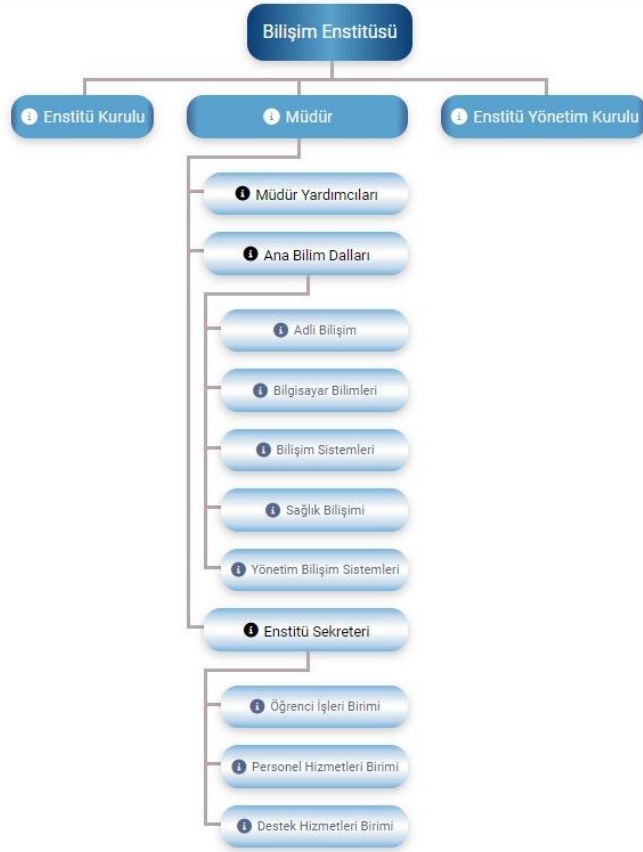 Bilişim Enstitüsü
Enstitü Kurulu
Müdür
Enstitü Yönetim Kurulu
Müdür Yardımcıları
Ana Bilim Dalları
Adli Bilişim
Bilgisayar Bilimleri
Bilişim Sistemleri
Sağlık Bilişimi
Yönetim Bilişim Sistemleri
Enstitü Sekreteri
Öğrenci İşleri Birimi
Personel Hizmetleri Birimi
Destek Hizmetleri Birimi